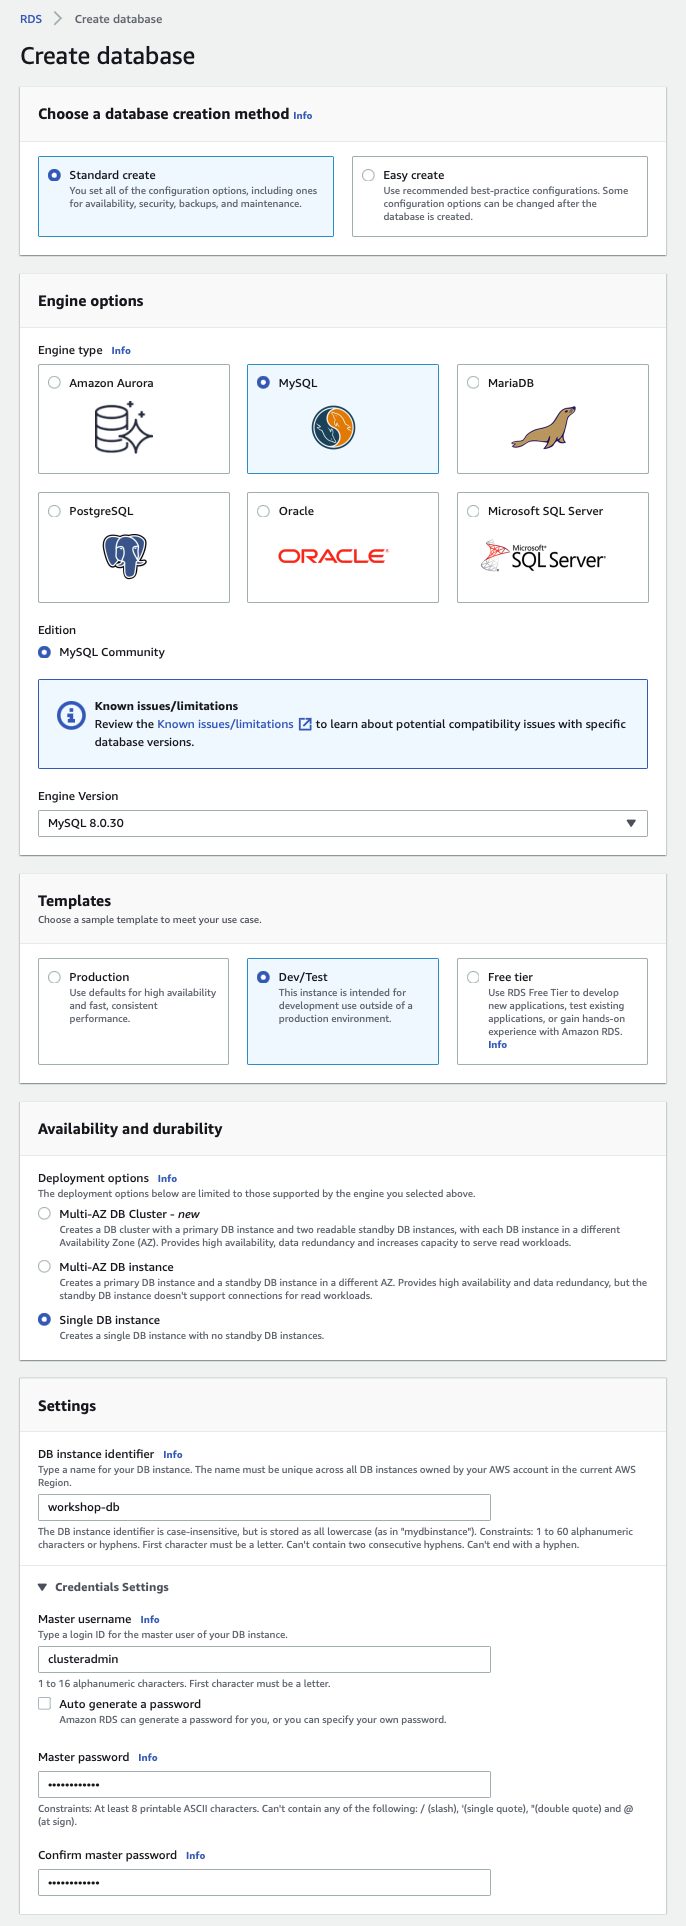 RDS > Create database
Create database
Choose a database creation method Info
Standard create
You set all of the configuration options, including ones
for availability, security, backups, and maintenance.
Easy create
Use recommended best-practice configurations. Some
configuration options can be changed after the
database is created.
Engine options
Engine type Info
Amazon Aurora
MySQL
MariaDB
PostgreSQL
Oracle
ORACLE®
Microsoft SQL Server
Microsoft®
SQL Server®
Edition
MySQL Community
Known issues/limitations
Review the Known issues/limitations to learn about potential compatibility issues with specific
database versions.
Engine Version
MySQL 8.0.30
Templates
Choose a sample template to meet your use case.
Production
Use defaults for high availability
and fast, consistent
performance.
Dev/Test
This instance is intended for
development use outside of a
production environment.
Free tier
Use RDS Free Tier to develop
new applications, test existing
applications, or gain hands-on
experience with Amazon RDS.
Info
Availability and durability
Deployment options Info
The deployment options below are limited to those supported by the engine you selected above.
Multi-AZ DB Cluster - new
Creates a DB cluster with a primary DB instance and two readable standby DB instances, with each DB instance in a different
Availability Zone (AZ). Provides high availability, data redundancy and increases capacity to serve read workloads.
Multi-AZ DB instance
Creates a primary DB instance and a standby DB instance in a different AZ. Provides high availability and data redundancy, but the
standby DB instance doesn't support connections for read workloads.
Single DB instance
Creates a single DB instance with no standby DB instances.
Settings
DB instance identifier Info
Type a name for your DB instance. The name must be unique across all DB instances owned by your AWS account in the current AWS
Region.
workshop-db
The DB instance identifier is case-insensitive, but is stored as all lowercase (as in "mydbinstance"). Constraints: 1 to 60 alphanumeric
characters or hyphens. First character must be a letter. Can't contain two consecutive hyphens. Can't end with a hyphen.
Credentials Settings
Master username Info
Type a login ID for the master user of your DB instance.
clusteradmin
1 to 16 alphanumeric characters. First character must be a letter.
Auto generate a password
Amazon RDS can generate a password for you, or you can specify your own password.
Master password Info
••••••••••••
Constraints: At least 8 printable ASCII characters. Can't contain any of the following: / (slash), '(single quote), "(double quote) and @
(at sign).
Confirm master password Info
••••••••••••